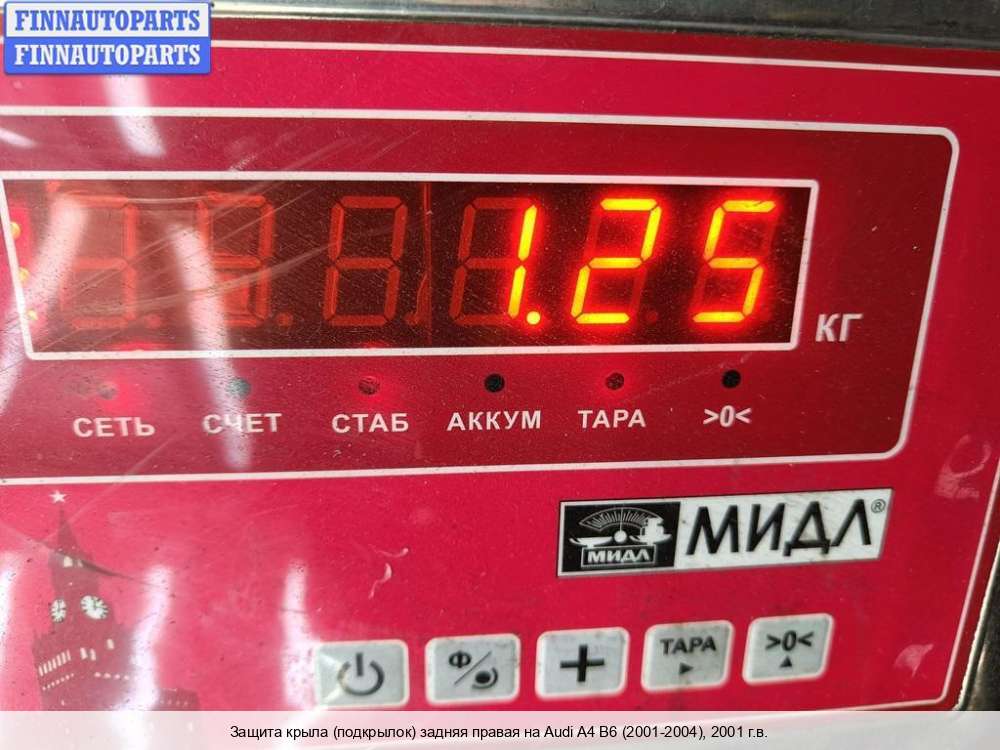 FINNAUTOPARTS
FINNAUTOPARTS
1.25
КГ
СЕТЬ СЧЕТ СТАБ АККУМ ТАРА >0<
МИДЛ МИДЛ®
Ф ТАРА >0<
Защита крыла (подкрылок) задняя правая на Audi A4 B6 (2001-2004), 2001 г.в.